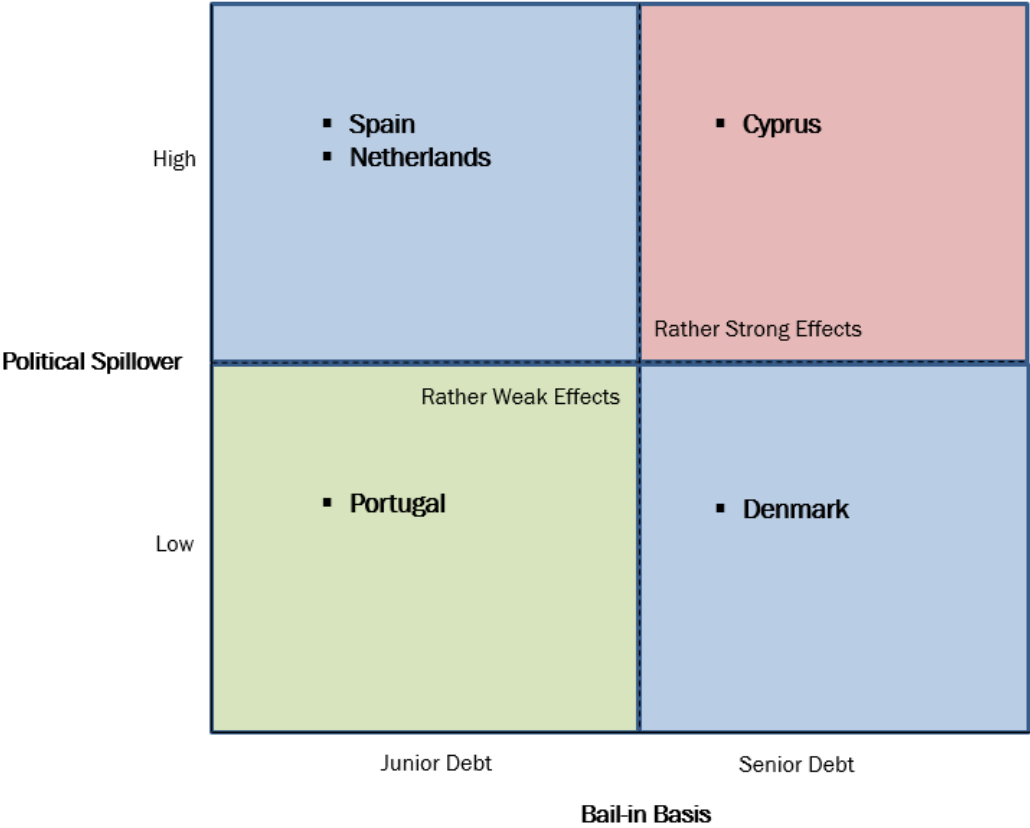 ▪ Spain
▪ Cyprus
▪ Netherlands
High
Rather Strong Effects
Political Spillover
Rather Weak Effects
▪ Portugal
▪ Denmark
Low
Junior Debt
Senior Debt
Bail-in Basis